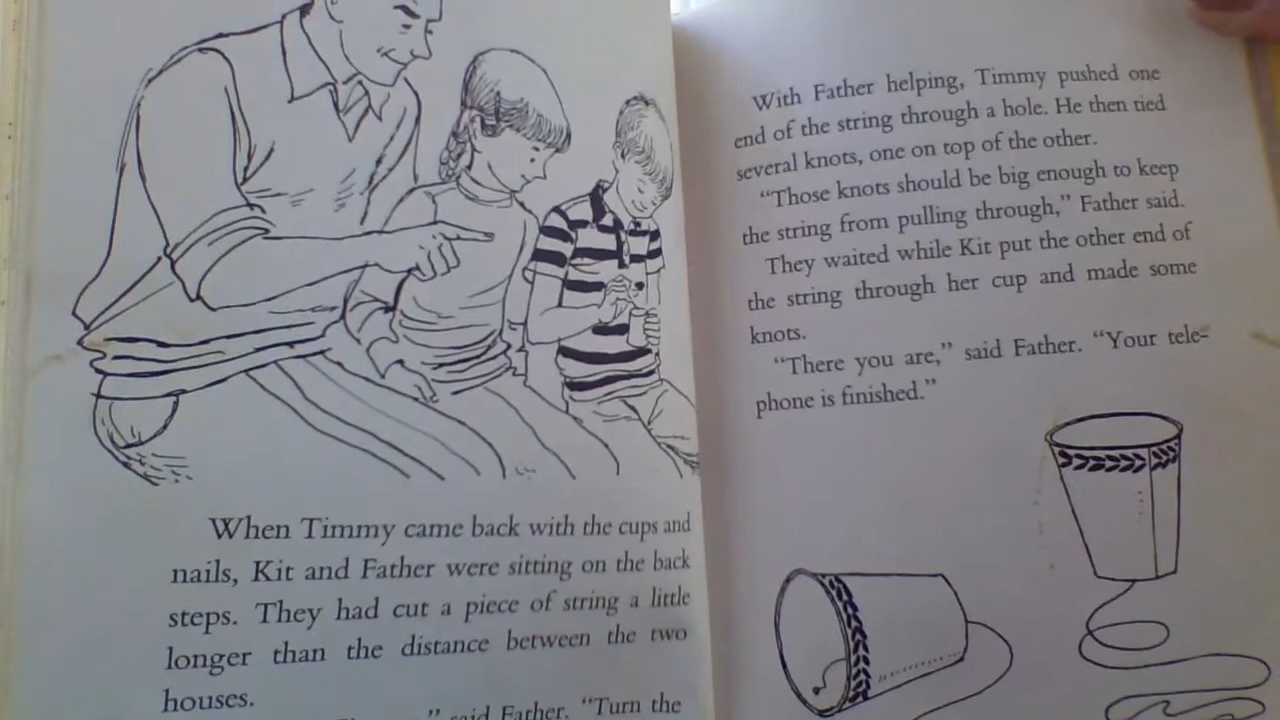 When Timmy came back with the cups and
nails, Kit and Father were sitting on the back
steps. They had cut a piece of string a little
longer than the distance between the two
houses.
said Father. “Turn the
With Father helping, Timmy pushed one
end of the string through a hole. He then tied
several knots, one on top of the other.
“Those knots should be big enough to keep
the string from pulling through,” Father said.
They waited while Kit put the other end of
the string through her cup and made some
knots.
“There you are,” said Father. “Your tele-
phone is finished.”